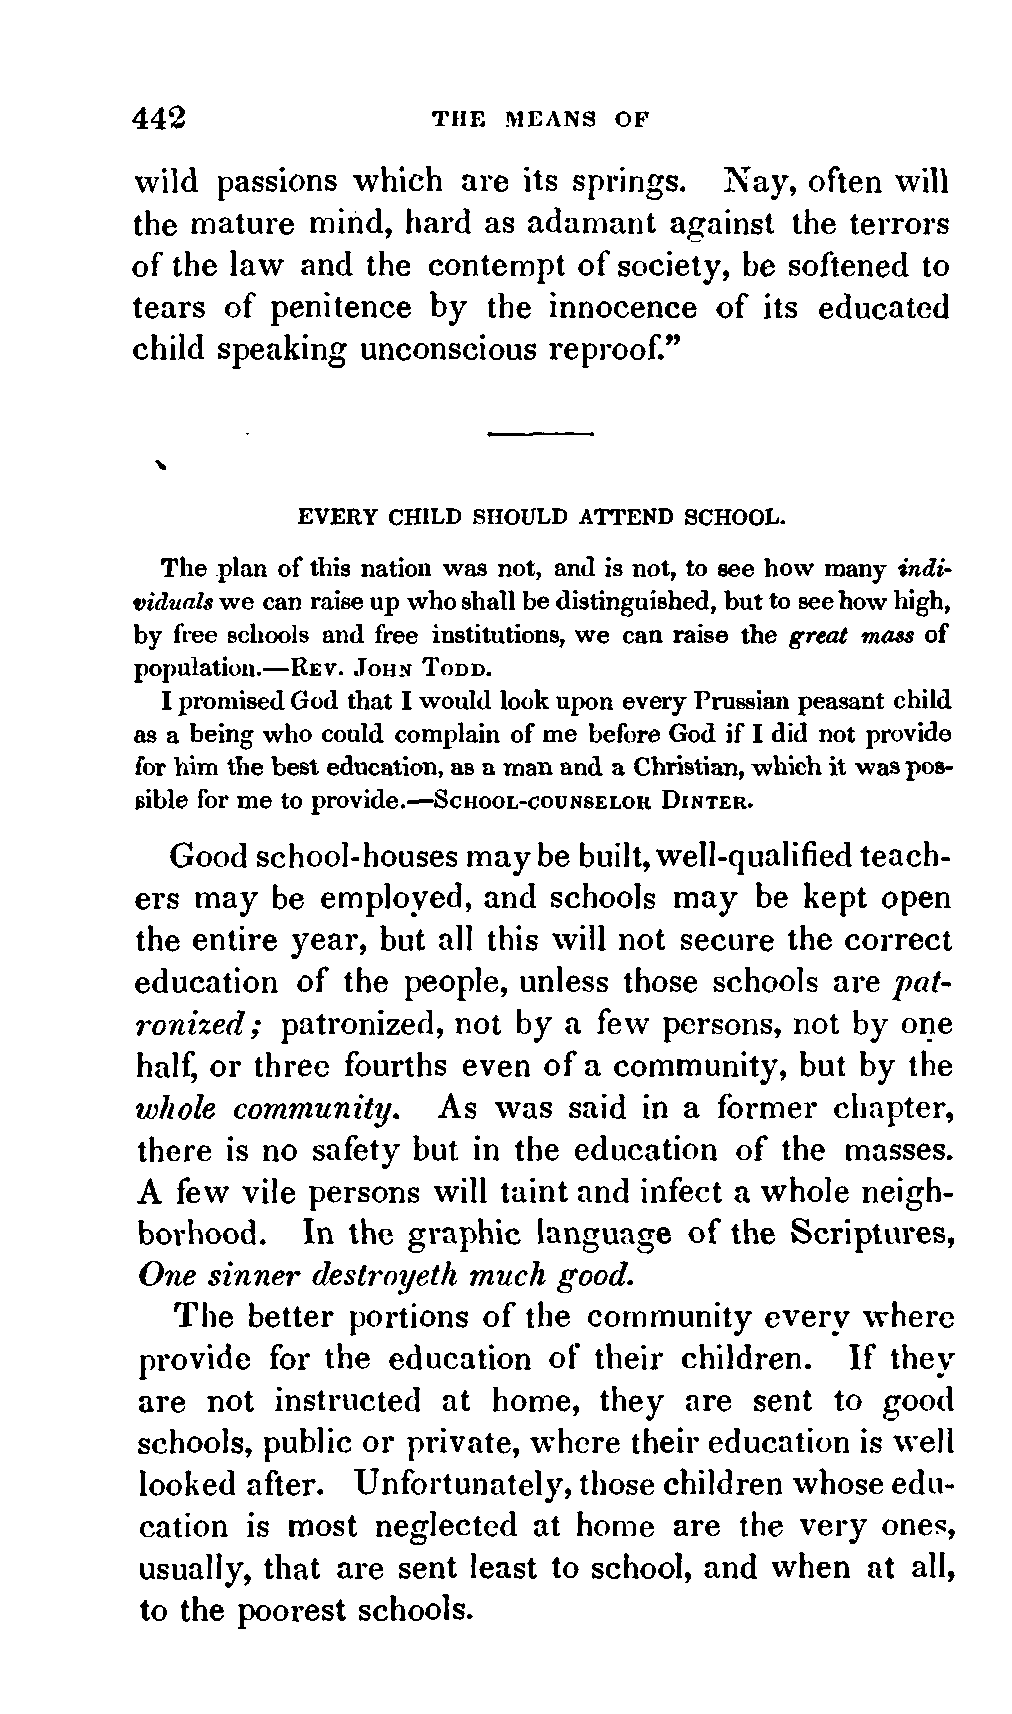 442 THE MEANS OF
wild passions which are its springs. Nay, often will
the mature mind, hard as adamant against the terrors
of the law and the contempt of society, be softened to
tears of penitence by the innocence of its educated
child speaking unconscious reproof.”
EVERY CHILD SHOULD ATTEND SCHOOL.
The plan of this nation was not, and is not, to see how many indi-
viduals we can raise up who shall be distinguished, but to see how high,
by free schools and free institutions, we can raise the great mass of
population.—REV. JOHN TODD.
I promised God that I would look upon every Prussian peasant child
as a being who could complain of me before God if I did not provide
for him the best education, as a man and a Christian, which it was pos-
sible for me to provide.—SCHOOL-COUNSELOR DINTER.
Good school-houses may be built, well-qualified teach-
ers may be employed, and schools may be kept open
the entire year, but all this will not secure the correct
education of the people, unless those schools are pat-
ronized; patronized, not by a few persons, not by one
half, or three fourths even of a community, but by the
whole community. As was said in a former chapter,
there is no safety but in the education of the masses.
A few vile persons will taint and infect a whole neigh-
borhood. In the graphic language of the Scriptures,
One sinner destroyeth much good.
The better portions of the community every where
provide for the education of their children. If they
are not instructed at home, they are sent to good
schools, public or private, where their education is well
looked after. Unfortunately, those children whose edu-
cation is most neglected at home are the very ones,
usually, that are sent least to school, and when at all,
to the poorest schools.